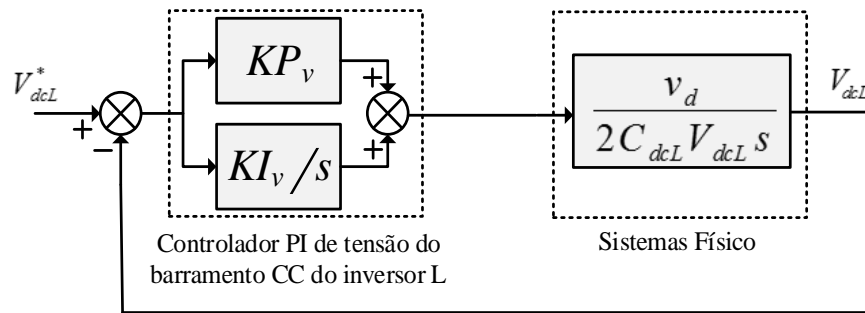 V*dcL
+
−
KPv
KIv/s
+
+
vd
2CdcL VdcL s
VdcL
Controlador PI de tensão do
barramento CC do inversor L
Sistemas Físico